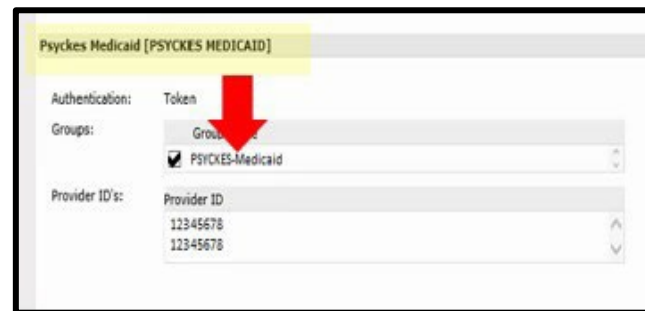 Psyckes Medicaid [PSYCKES MEDICAID]
Authentication: Token
Groups:
PSYCKES-Medicaid
Provider ID's: Provider ID
12345678
12345678